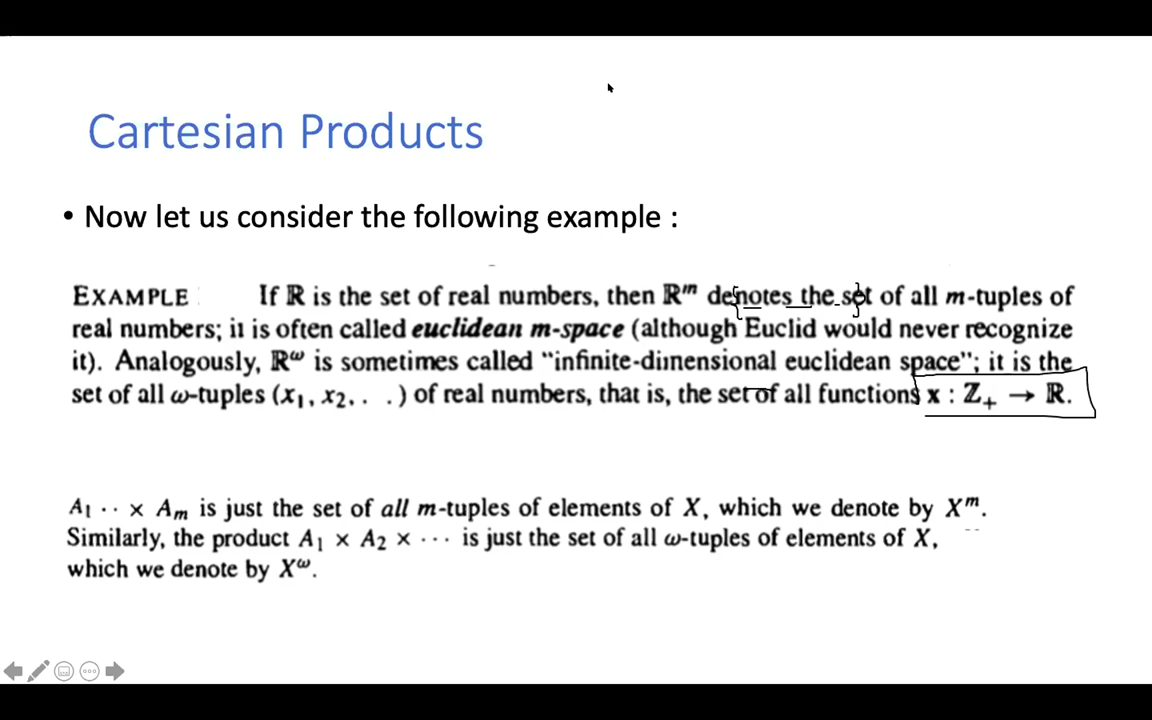 Cartesian Products
• Now let us consider the following example :
EXAMPLE If ℝ is the set of real numbers, then ℝᵐ denotes the set of all m-tuples of
real numbers; it is often called euclidean m-space (although Euclid would never recognize
it). Analogously, ℝ^ω is sometimes called "infinite-dimensional euclidean space"; it is the
set of all ω-tuples (x₁, x₂, . . .) of real numbers, that is, the set of all functions x : ℤ₊ → ℝ.
A₁ ·· × Aₘ is just the set of all m-tuples of elements of X, which we denote by Xᵐ.
Similarly, the product A₁ × A₂ × ··· is just the set of all ω-tuples of elements of X,
which we denote by X^ω.